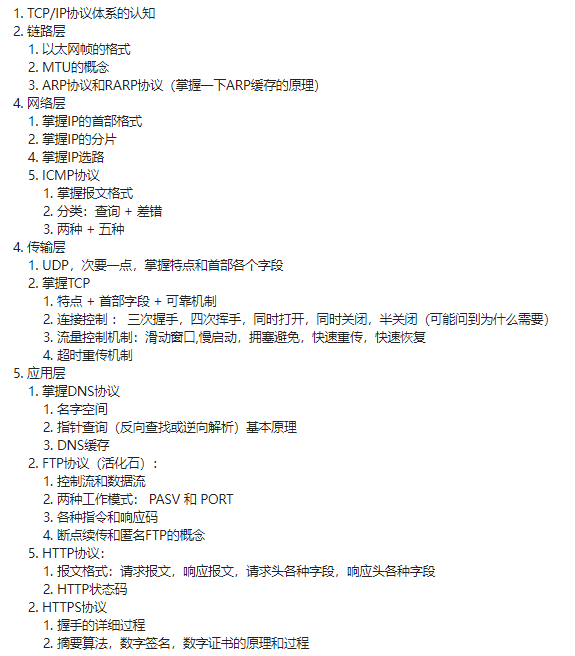 1. TCP/IP协议体系的认知
2. 链路层
1. 以太网帧的格式
2. MTU的概念
3. ARP协议和RARP协议（掌握一下ARP缓存的原理）
4. 网络层
1. 掌握IP的首部格式
2. 掌握IP的分片
4. 掌握IP选路
5. ICMP协议
1. 掌握报文格式
2. 分类：查询 + 差错
3. 两种 + 五种
4. 传输层
1. UDP，次要一点，掌握特点和首部各个字段
2. 掌握TCP
1. 特点 + 首部字段 + 可靠机制
2. 连接控制： 三次握手，四次挥手，同时打开，同时关闭，半关闭（可能问到为什么需要）
3. 流量控制机制：滑动窗口,慢启动，拥塞避免，快速重传，快速恢复
4. 超时重传机制
5. 应用层
1. 掌握DNS协议
1. 名字空间
2. 指针查询（反向查找或逆向解析）基本原理
3. DNS缓存
2. FTP协议（活化石）：
1. 控制流和数据流
2. 两种工作模式： PASV 和 PORT
3. 各种指令和响应码
4. 断点续传和匿名FTP的概念
5. HTTP协议：
1. 报文格式：请求报文，响应报文，请求头各种字段，响应头各种字段
2. HTTP状态码
2. HTTPS协议
1. 握手的详细过程
2. 摘要算法，数字签名，数字证书的原理和过程